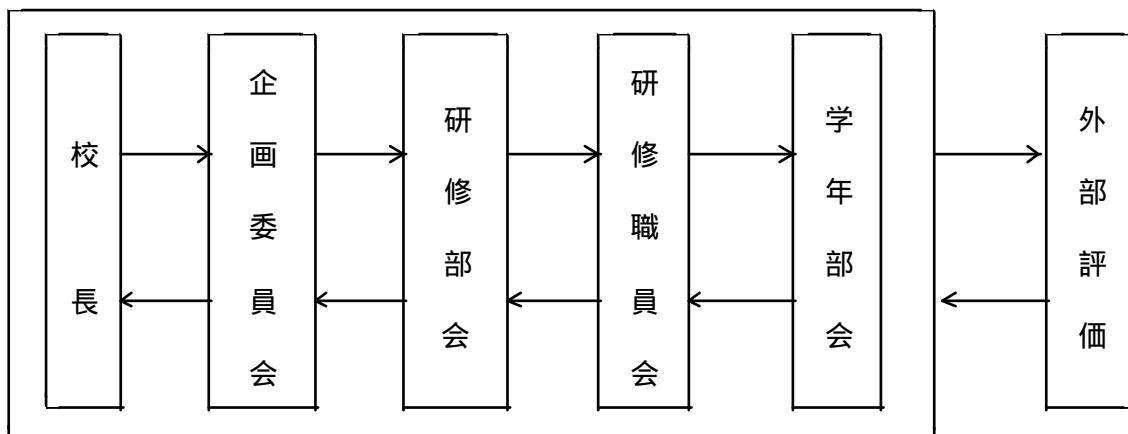 校長
企画委員会
研修部会
研修職員会
学年部会
外部評価